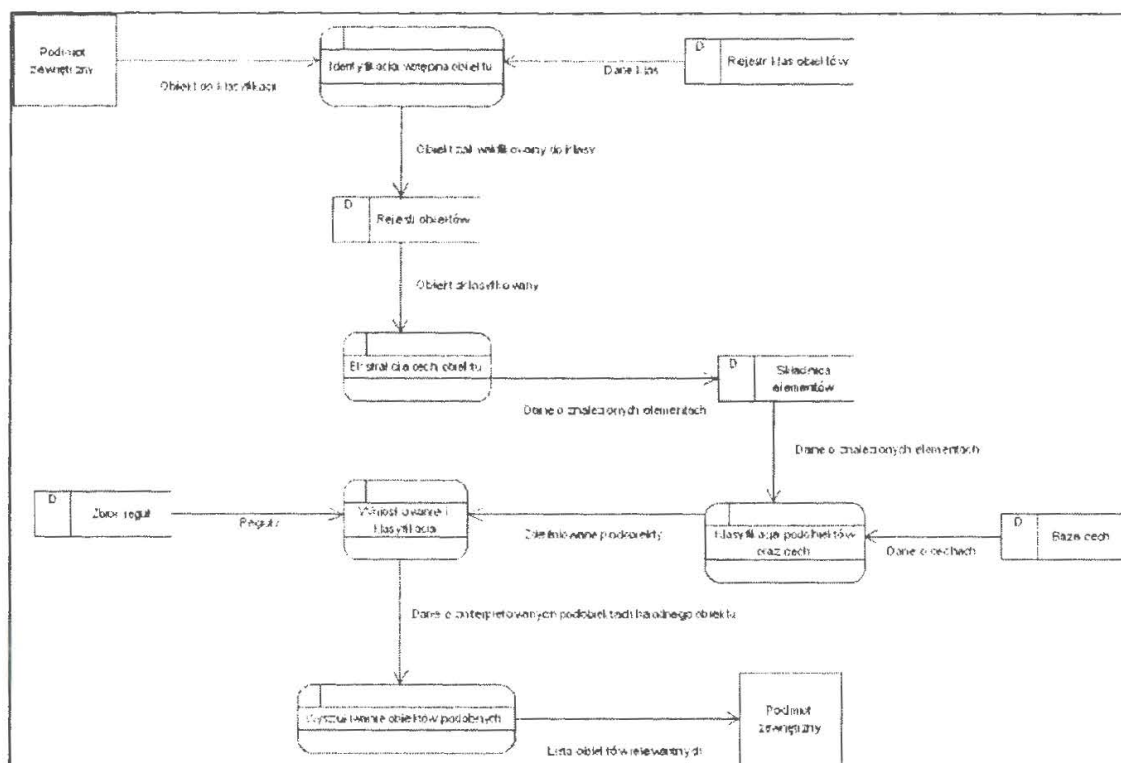 Podmiot
zewnętrzny
Obiekt do klasyfikacji
Identyfikacja wstępna obiektu
Dane klas
D
Rejestr klas obiektów
Obiekt zakwalifikowany do klasy
D
Rejestr obiektów
Obiekt sklasyfikowany
Ekstrakcja cech obiektu
Dane o znalezionych elementach
D
Składnica
elementów
Dane o znalezionych elementach
D
Zbiór reguł
Reguły
Wnioskowanie i
klasyfikacja
Zdefiniowane podobiekty
Klasyfikacja podobiektów
oraz cech
Dane o cechach
D
Baza cech
Dane o zinterpretowanych podobiektach badanego obiektu
Wyszukiwanie obiektów podobnych
Lista obiektów relewantnych
Podmiot
zewnętrzny